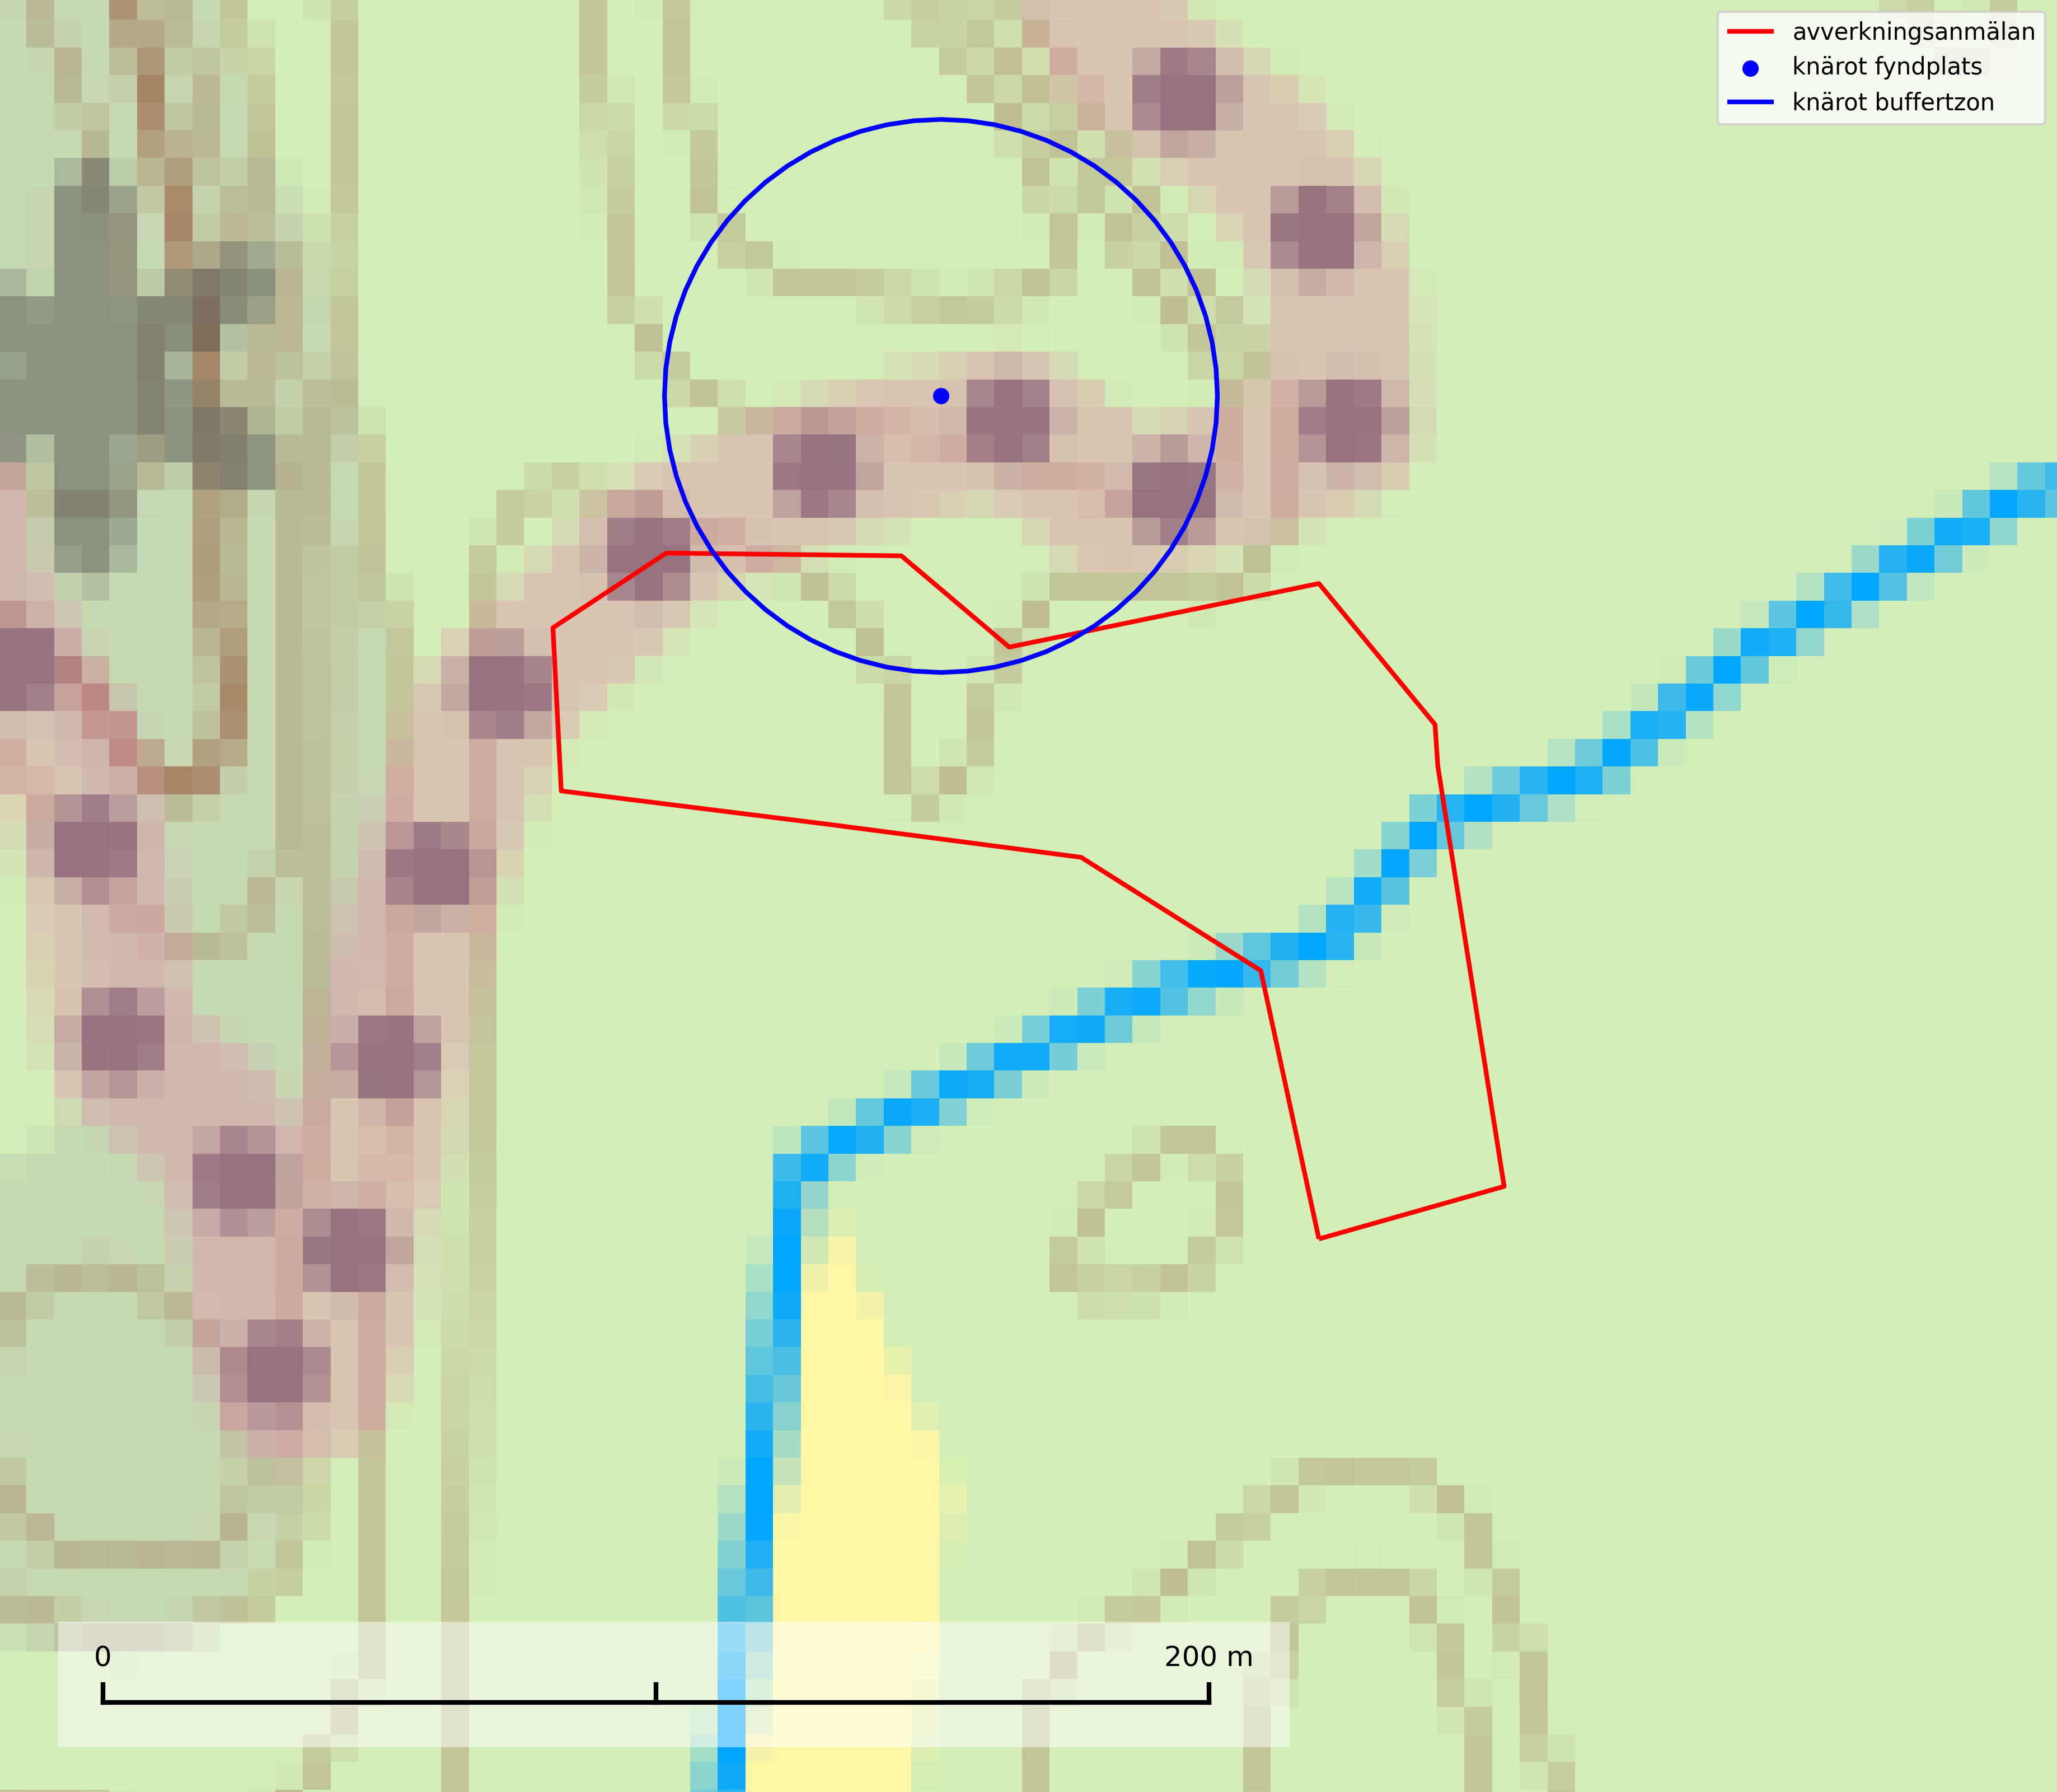 avverkningsanmälan
knärot fyndplats
knärot buffertzon
0 200 m